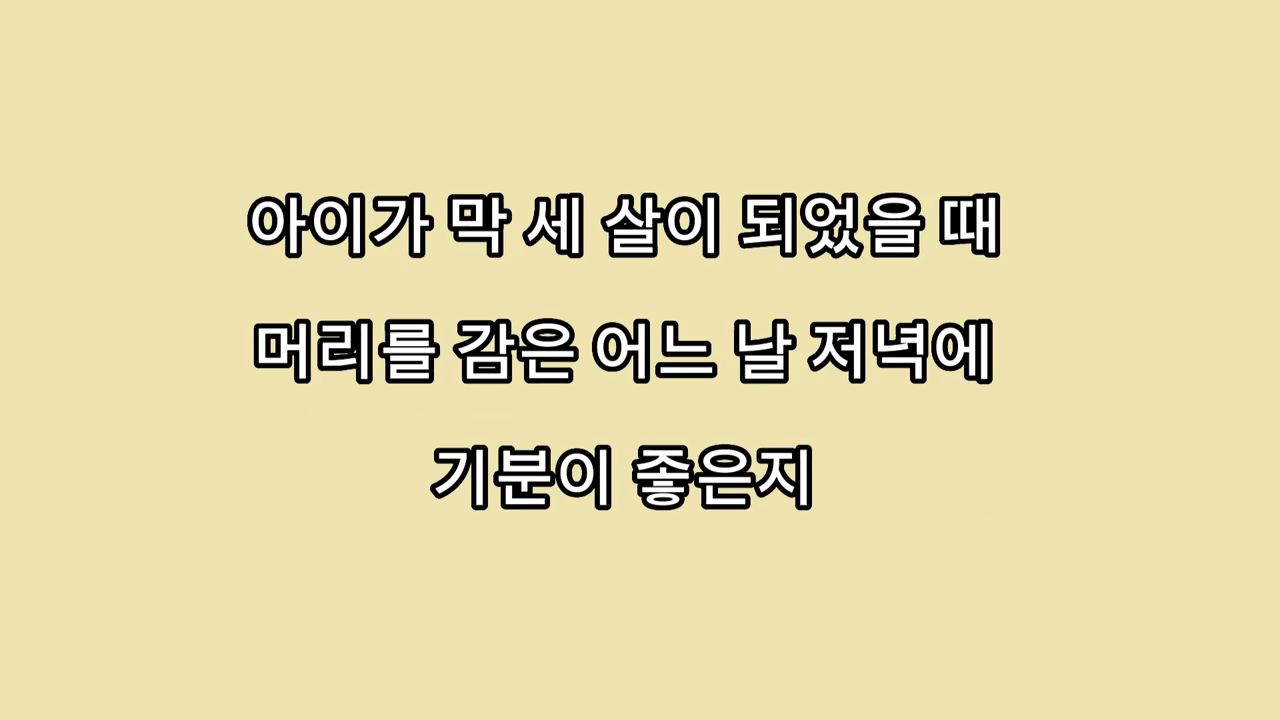 아이가 막 세 살이 되었을 때
머리를 감은 어느 날 저녁에
기분이 좋은지